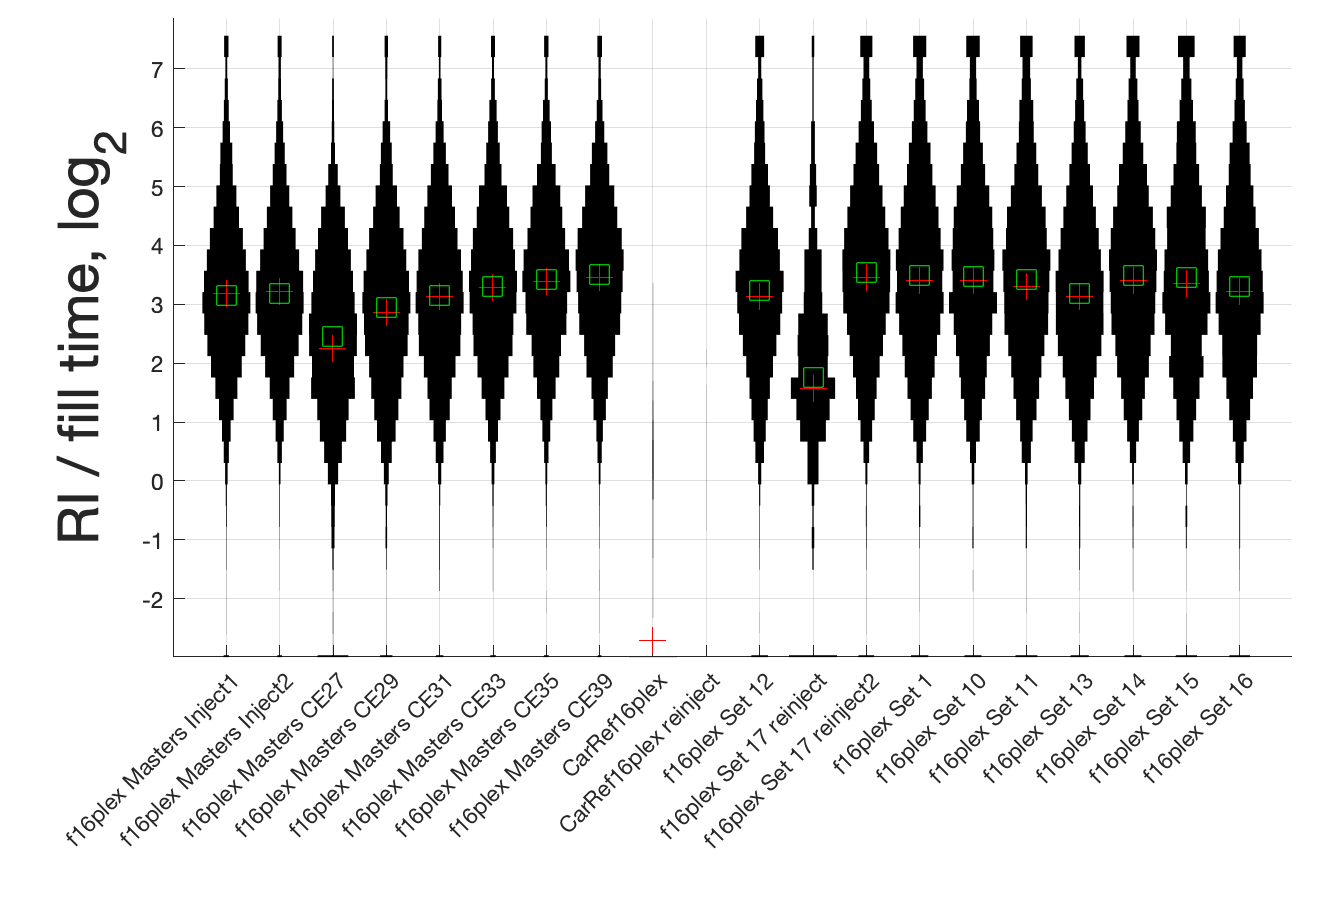 RI / fill time, log2
7
6
5
4
3
2
1
0
-1
-2
f16plex Masters Inject1
f16plex Masters Inject2
f16plex Masters CE27
f16plex Masters CE29
f16plex Masters CE31
f16plex Masters CE33
f16plex Masters CE35
f16plex Masters CE39
CarRef16plex
CarRef16plex reinject
f16plex Set 12
f16plex Set 17 reinject
f16plex Set 17 reinject2
f16plex Set 1
f16plex Set 10
f16plex Set 11
f16plex Set 13
f16plex Set 14
f16plex Set 15
f16plex Set 16